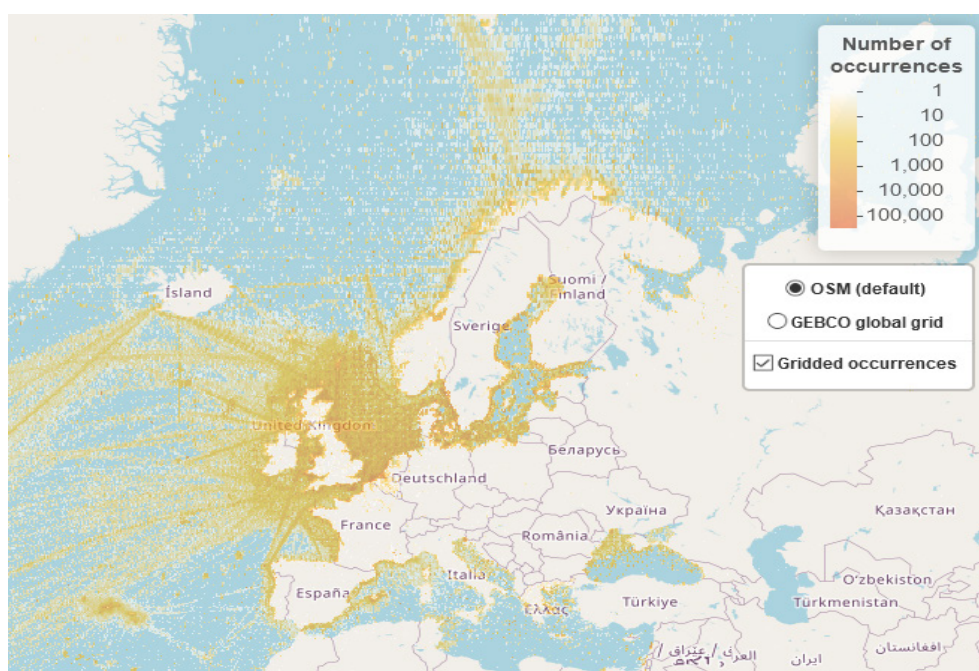 Number of
occurrences
1
10
100
1,000
10,000
100,000
OSM (default)
GEBCO global grid
Gridded occurrences
Ísland
Suomi /
Finland
Sverige
United Kingdom
Беларусь
Deutschland
Україна
Қазақстан
France
România
Italia
España
Ελλάς
Türkiye
O‘zbekiston
Türkmenistan
العراق / عێراق
ایران
افغانستان